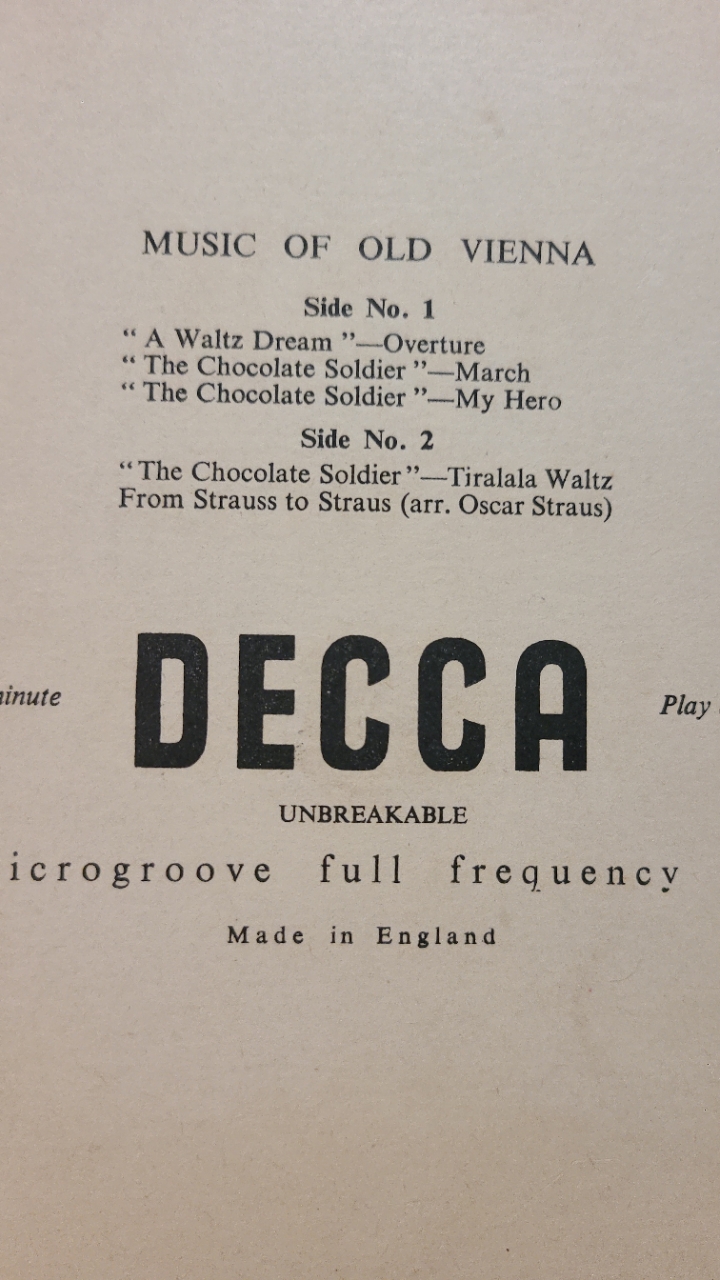 MUSIC OF OLD VIENNA
Side No. 1
“ A Waltz Dream ”—Overture
“ The Chocolate Soldier ”—March
“ The Chocolate Soldier ”—My Hero
Side No. 2
“ The Chocolate Soldier ”—Tiralala Waltz
From Strauss to Straus (arr. Oscar Straus)
DECCA
inute
Play
UNBREAKABLE
icrogroove full frequency
Made in England